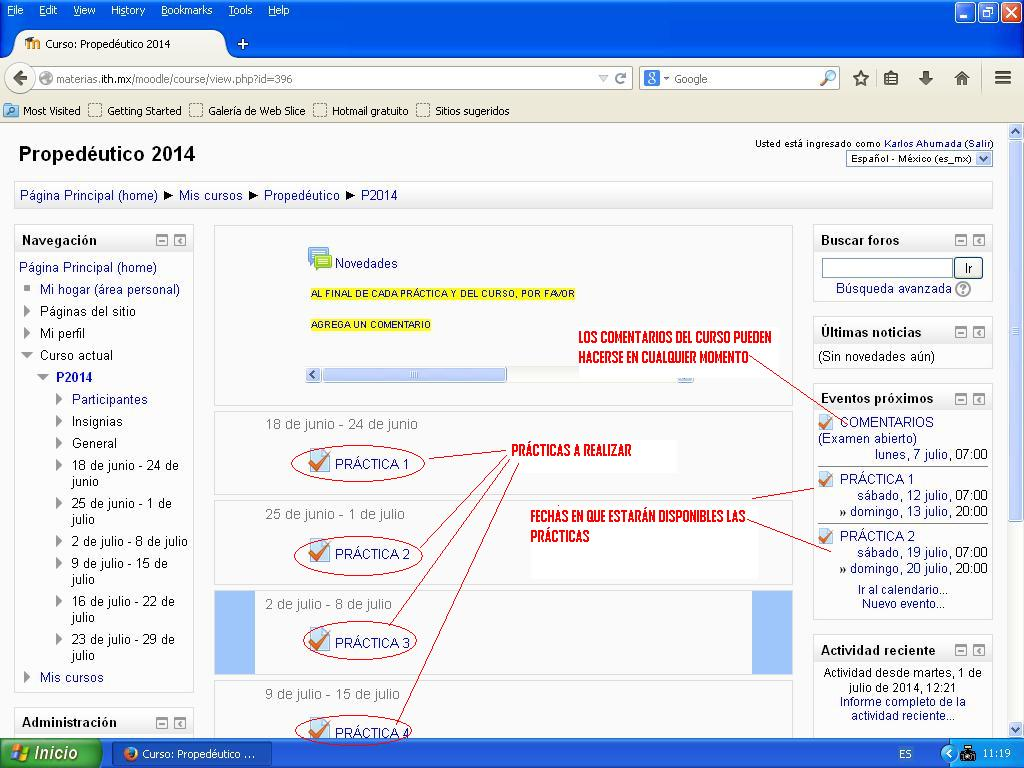 File Edit View History Bookmarks Tools Help
Curso: Propedéutico 2014
materias.ith.mx/moodle/course/view.php?id=396
Google
Most Visited Getting Started Galería de Web Slice Hotmail gratuito Sitios sugeridos
Propedéutico 2014
Usted está ingresado como Karlos Ahumada (Salir)
Español - México (es_mx)
Página Principal (home) ► Mis cursos ► Propedéutico ► P2014
Navegación
Página Principal (home)
Mi hogar (área personal)
Páginas del sitio
Mi perfil
Curso actual
P2014
Participantes
Insignias
General
18 de junio - 24 de
junio
25 de junio - 1 de
julio
2 de julio - 8 de julio
9 de julio - 15 de
julio
16 de julio - 22 de
julio
23 de julio - 29 de
julio
Mis cursos
Administración
Novedades
AL FINAL DE CADA PRÁCTICA Y DEL CURSO, POR FAVOR
AGREGA UN COMENTARIO
LOS COMENTARIOS DEL CURSO PUEDEN
HACERSE EN CUALQUIER MOMENTO
18 de junio - 24 de junio
PRÁCTICA 1
PRÁCTICAS A REALIZAR
25 de junio - 1 de julio
FECHAS EN QUE ESTARÁN DISPONIBLES LAS
PRÁCTICAS
PRÁCTICA 2
2 de julio - 8 de julio
PRÁCTICA 3
9 de julio - 15 de julio
PRÁCTICA 4
Buscar foros
Ir
Búsqueda avanzada ?
Últimas noticias
(Sin novedades aún)
Eventos próximos
COMENTARIOS
(Examen abierto)
lunes, 7 julio, 07:00
PRÁCTICA 1
sábado, 12 julio, 07:00
» domingo, 13 julio, 20:00
PRÁCTICA 2
sábado, 19 julio, 07:00
» domingo, 20 julio, 20:00
Ir al calendario...
Nuevo evento...
Actividad reciente
Actividad desde martes, 1 de
julio de 2014, 12:21
Informe completo de la
actividad reciente...
Inicio
Curso: Propedéutico ...
ES
11:19